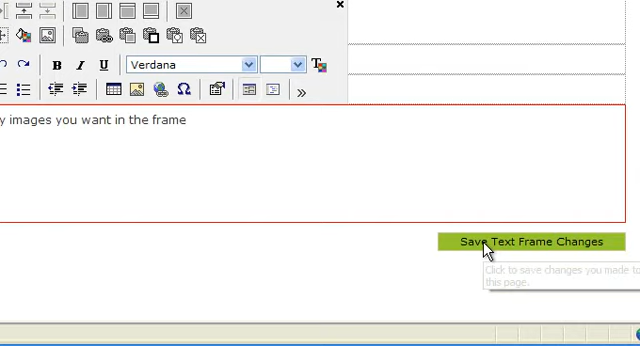 B I U
Verdana
y images you want in the frame
Save Text Frame Changes
Click to save changes you made to
this page.